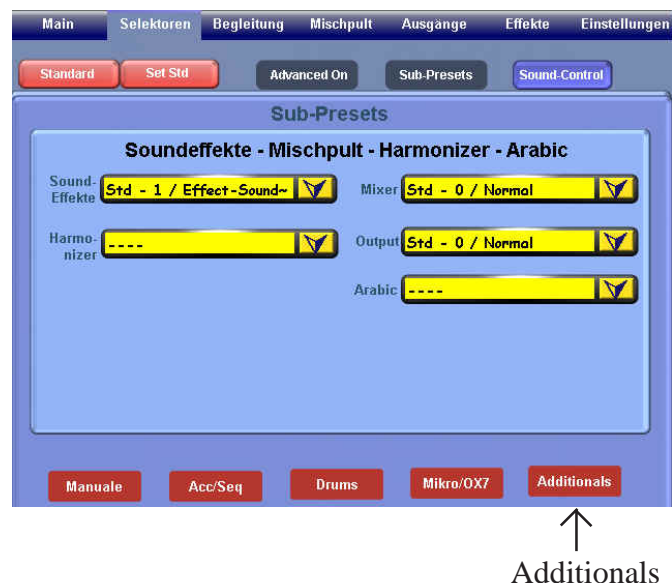 Main Selektoren Begleitung Mischpult Ausgänge Effekte Einstellungen
Standard Set Std Advanced On Sub-Presets Sound-Control
Sub-Presets
Soundeffekte - Mischpult - Harmonizer - Arabic
Sound-
Effekte Std - 1 / Effect-Sound~ Mixer Std - 0 / Normal
Harmo-
nizer ---- Output Std - 0 / Normal
Arabic ----
Manuale Acc/Seq Drums Mikro/OX7 Additionals
Additionals